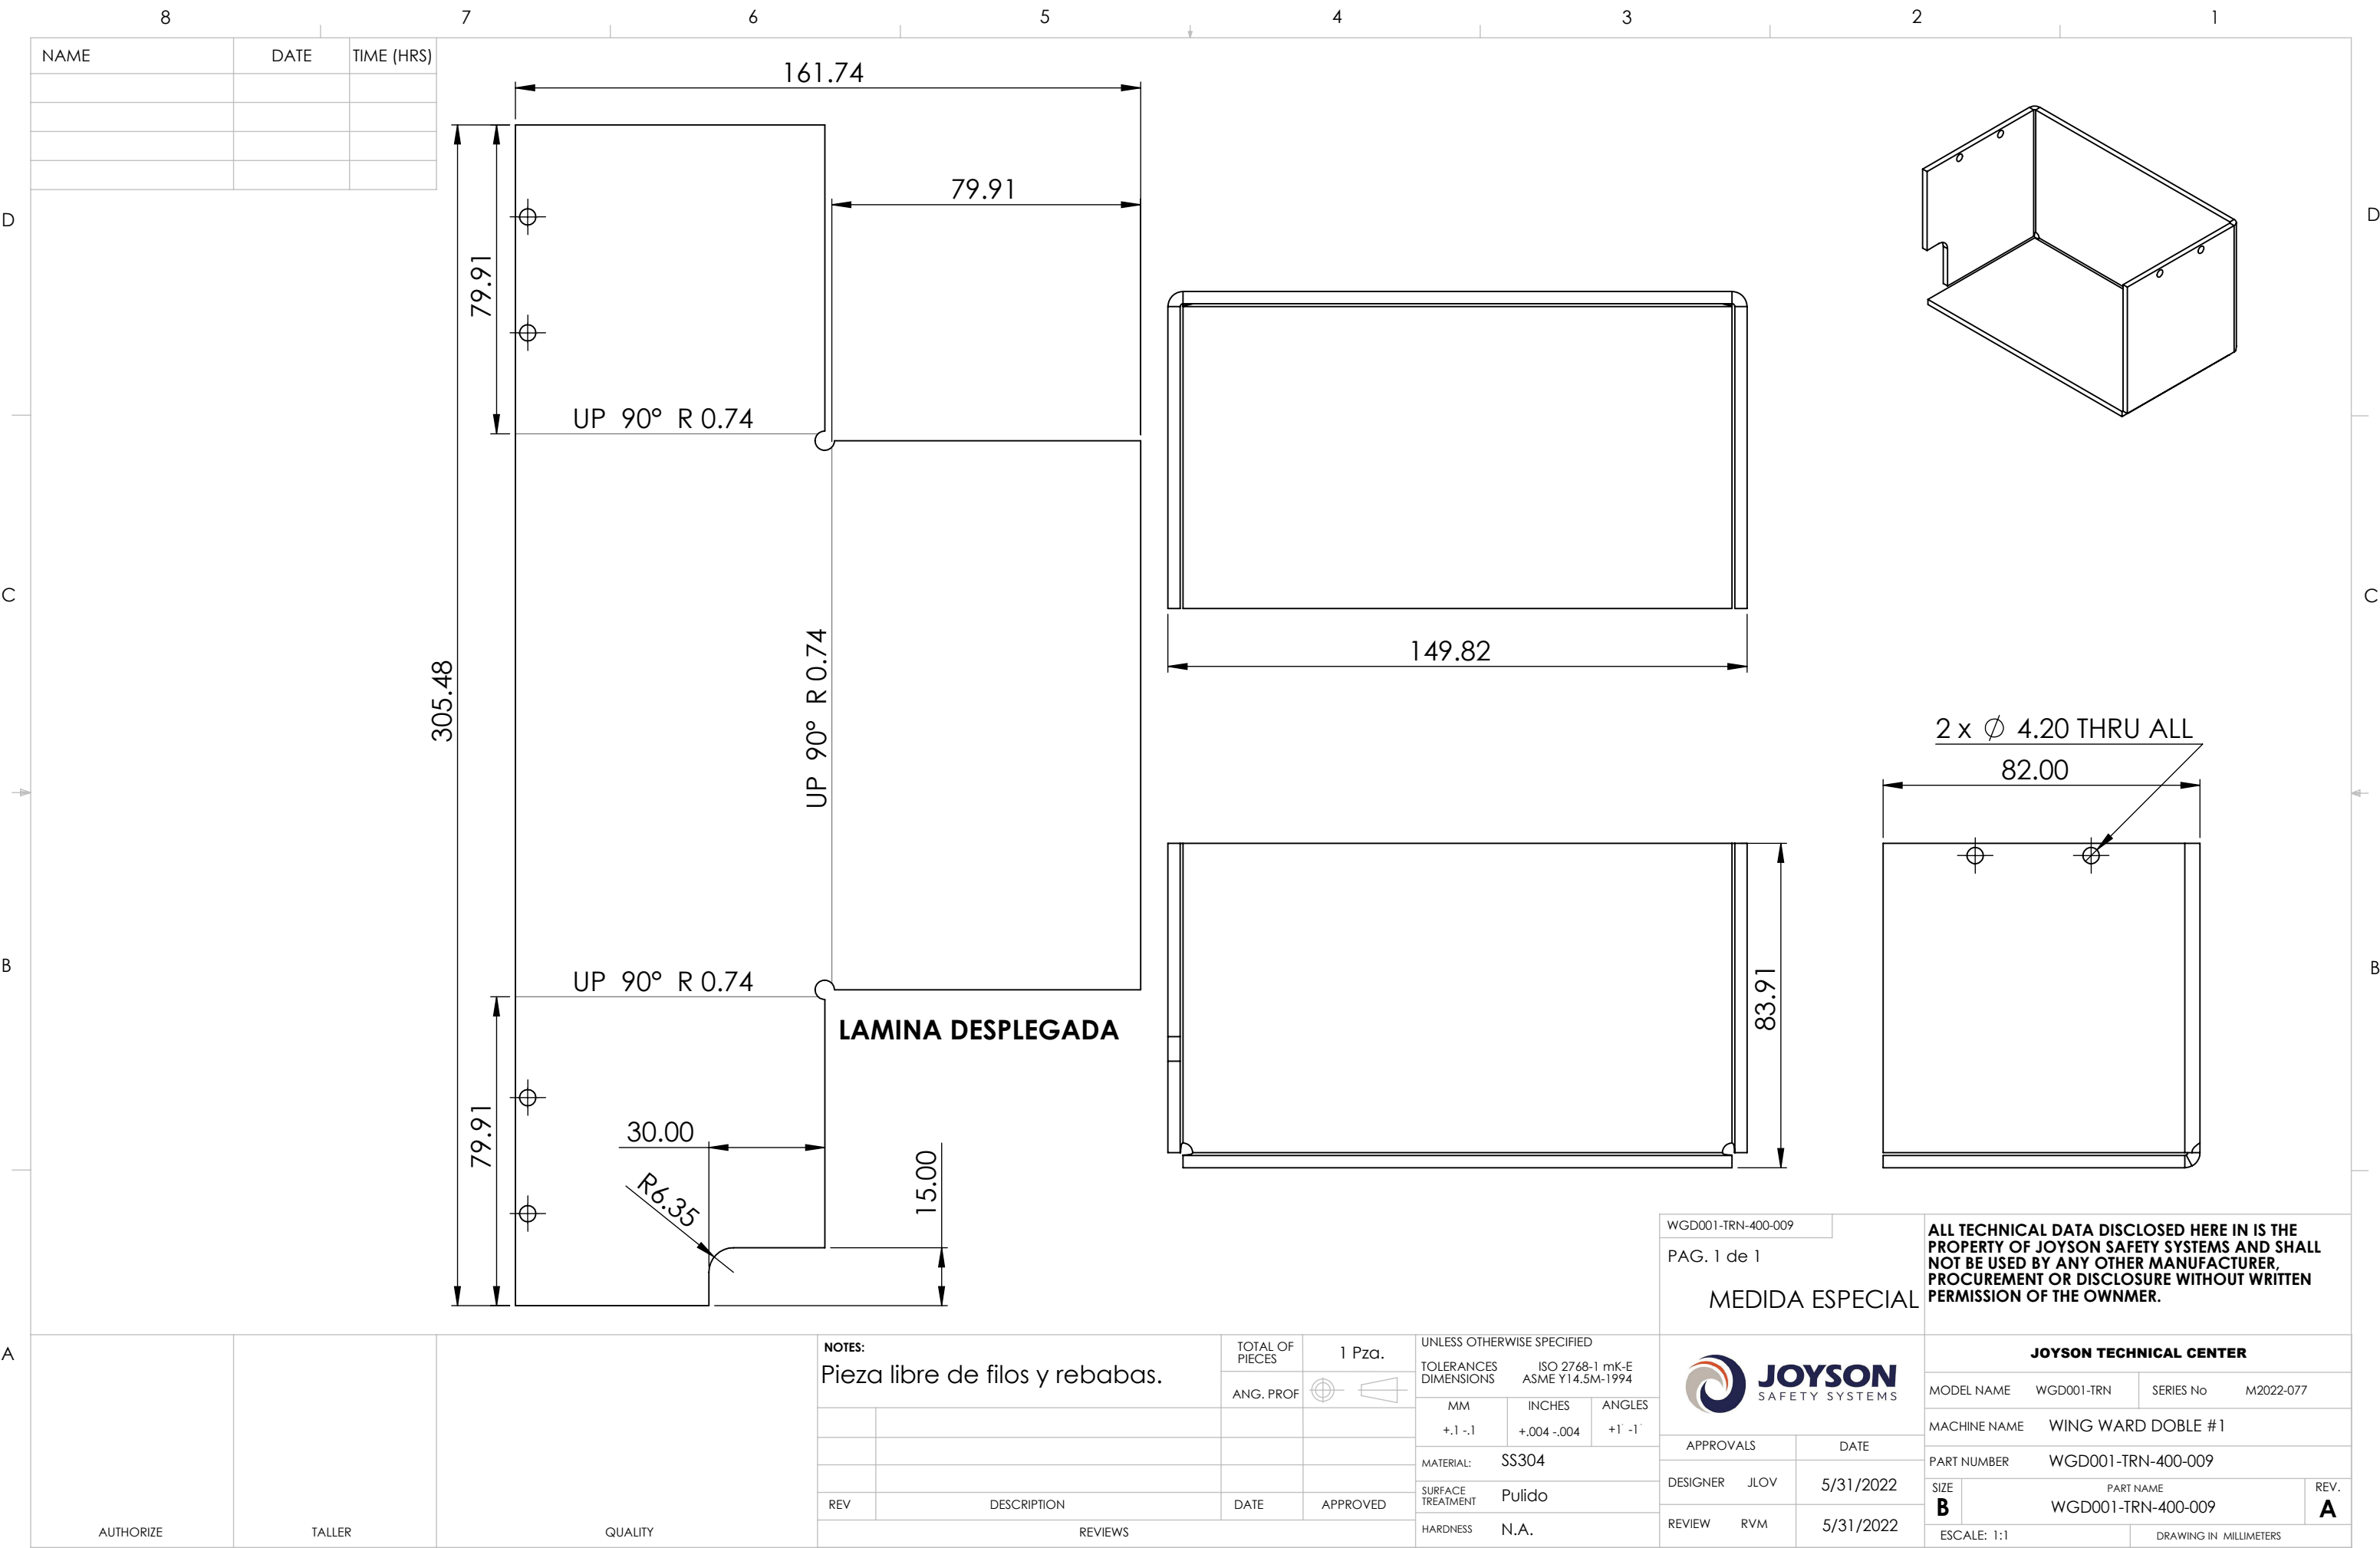 8 7 6 5 4 3 2 1
NAME DATE TIME (HRS)
161.74
79.91
79.91
D D
UP 90° R 0.74
C C
149.82
305.48
UP 90° R 0.74
2 x ∅ 4.20 THRU ALL
82.00
B B
UP 90° R 0.74
83.91
LAMINA DESPLEGADA
79.91
30.00
15.00
R6.35
WGD001-TRN-400-009
PAG. 1 de 1
MEDIDA ESPECIAL
ALL TECHNICAL DATA DISCLOSED HERE IN IS THE
PROPERTY OF JOYSON SAFETY SYSTEMS AND SHALL
NOT BE USED BY ANY OTHER MANUFACTURER,
PROCUREMENT OR DISCLOSURE WITHOUT WRITTEN
PERMISSION OF THE OWNMER.
A
AUTHORIZE TALLER QUALITY
NOTES:
Pieza libre de filos y rebabas.
TOTAL OF
PIECES
1 Pza.
ANG. PROF
REV DESCRIPTION DATE APPROVED
REVIEWS
UNLESS OTHERWISE SPECIFIED
TOLERANCES ISO 2768-1 mK-E
DIMENSIONS ASME Y14.5M-1994
MM INCHES ANGLES
+.1 -.1 +.004 -.004 +1° -1°
MATERIAL: SS304
SURFACE
TREATMENT
Pulido
HARDNESS N.A.
JOYSON
SAFETY SYSTEMS
APPROVALS DATE
DESIGNER JLOV 5/31/2022
REVIEW RVM 5/31/2022
JOYSON TECHNICAL CENTER
MODEL NAME WGD001-TRN SERIES No M2022-077
MACHINE NAME WING WARD DOBLE #1
PART NUMBER WGD001-TRN-400-009
SIZE PART NAME REV.
B WGD001-TRN-400-009 A
ESCALE: 1:1 DRAWING IN MILLIMETERS